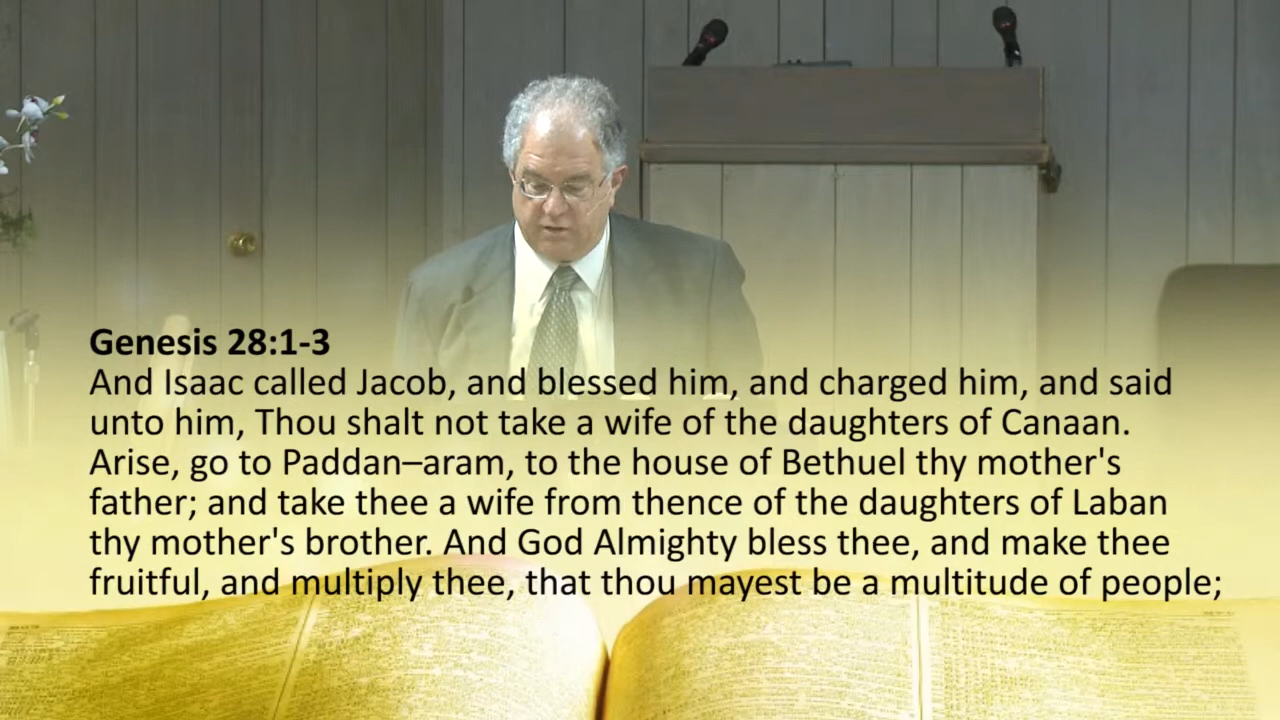 Genesis 28:1-3
And Isaac called Jacob, and blessed him, and charged him, and said
unto him, Thou shalt not take a wife of the daughters of Canaan.
Arise, go to Paddan–aram, to the house of Bethuel thy mother's
father; and take thee a wife from thence of the daughters of Laban
thy mother's brother. And God Almighty bless thee, and make thee
fruitful, and multiply thee, that thou mayest be a multitude of people;